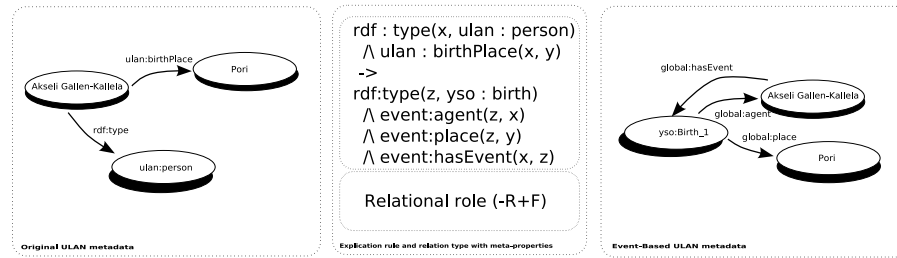 ulan:birthPlace
Pori
Akseli Gallen-Kallela
rdf:type
ulan:person
Original ULAN metadata
rdf : type(x, ulan : person)
/\ ulan : birthPlace(x, y)
->
rdf:type(z, yso : birth)
/\ event:agent(z, x)
/\ event:place(z, y)
/\ event:hasEvent(x, z)
Relational role (-R+F)
Explication rule and relation type with meta-properties
global:hasEvent
Akseli Gallen-Kallela
global:agent
yso:Birth_1
global:place
Pori
Event-Based ULAN metadata